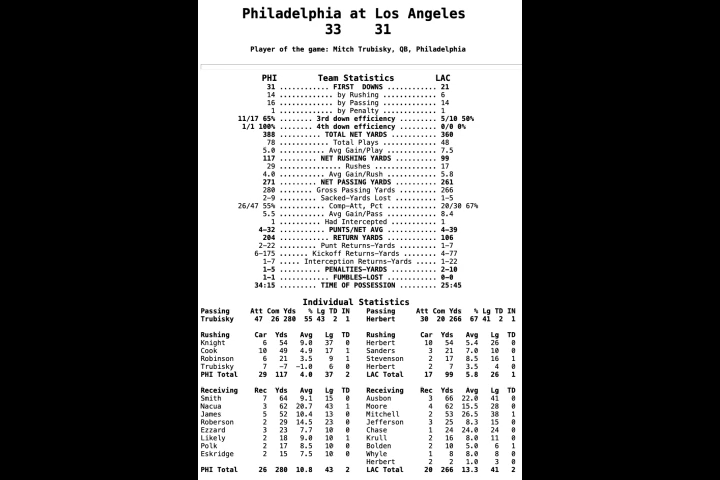 Philadelphia at Los Angeles
33 31
Player of the game: Mitch Trubisky, QB, Philadelphia
PHI Team Statistics LAC
31 ............ FIRST DOWNS ............ 21
14 ............. by Rushing ............ 6
16 ............. by Passing ............ 14
1 ............. by Penalty ............ 1
11/17 65% ........ 3rd down efficiency ......... 5/10 50%
1/1 100% ........ 4th down efficiency ......... 0/0 0%
388 .......... TOTAL NET YARDS .......... 360
78 ............ Total Plays ............ 48
5.0 ........... Avg Gain/Play ........... 7.5
117 ......... NET RUSHING YARDS ......... 99
29 ............... Rushes .............. 17
4.0 ........... Avg Gain/Rush ........... 5.8
271 ......... NET PASSING YARDS ......... 261
280 ........ Gross Passing Yards ........ 266
2-9 ......... Sacked-Yards Lost ......... 1-5
26/47 55% .......... Comp-Att, Pct .......... 20/30 67%
5.5 ........... Avg Gain/Pass ........... 8.4
1 .......... Had Intercepted .......... 1
4-32 ........... PUNTS/NET AVG ........... 4-39
204 ............ RETURN YARDS ........... 106
2-22 ........ Punt Returns-Yards ........ 1-7
6-175 ....... Kickoff Returns-Yards ...... 4-77
1-7 ..... Interception Returns-Yards .... 1-22
1-5 .......... PENALTIES-YARDS .......... 2-10
1-1 ............ FUMBLES-LOST ........... 0-0
34:15 ......... TIME OF POSSESSION ........ 25:45
Individual Statistics
Passing Att Com Yds % Lg TD IN Passing Att Com Yds % Lg TD IN
Trubisky 47 26 280 55 43 2 1 Herbert 30 20 266 67 41 2 1
Rushing Car Yds Avg Lg TD Rushing Car Yds Avg Lg TD
Knight 6 54 9.0 37 0 Herbert 10 54 5.4 26 0
Cook 10 49 4.9 17 1 Sanders 3 21 7.0 10 0
Robinson 6 21 3.5 9 1 Stevenson 2 17 8.5 16 1
Trubisky 7 -7 -1.0 6 0 Herbert 2 7 3.5 4 0
PHI Total 29 117 4.0 37 2 LAC Total 17 99 5.8 26 1
Receiving Rec Yds Avg Lg TD Receiving Rec Yds Avg Lg TD
Smith 7 64 9.1 15 0 Ausbon 3 66 22.0 41 0
Nacua 3 62 20.7 43 1 Moore 4 62 15.5 28 0
James 5 52 10.4 13 0 Mitchell 2 53 26.5 38 1
Roberson 2 29 14.5 23 0 Jefferson 3 25 8.3 15 0
Ezzard 3 23 7.7 10 0 Chase 1 24 24.0 24 0
Likely 2 18 9.0 10 1 Krull 2 16 8.0 11 0
Polk 2 17 8.5 10 0 Bolden 2 10 5.0 6 1
Eskridge 2 15 7.5 10 0 Whyle 1 8 8.0 8 0
Herbert 2 2 1.0 3 0
PHI Total 26 280 10.8 43 2 LAC Total 20 266 13.3 41 2